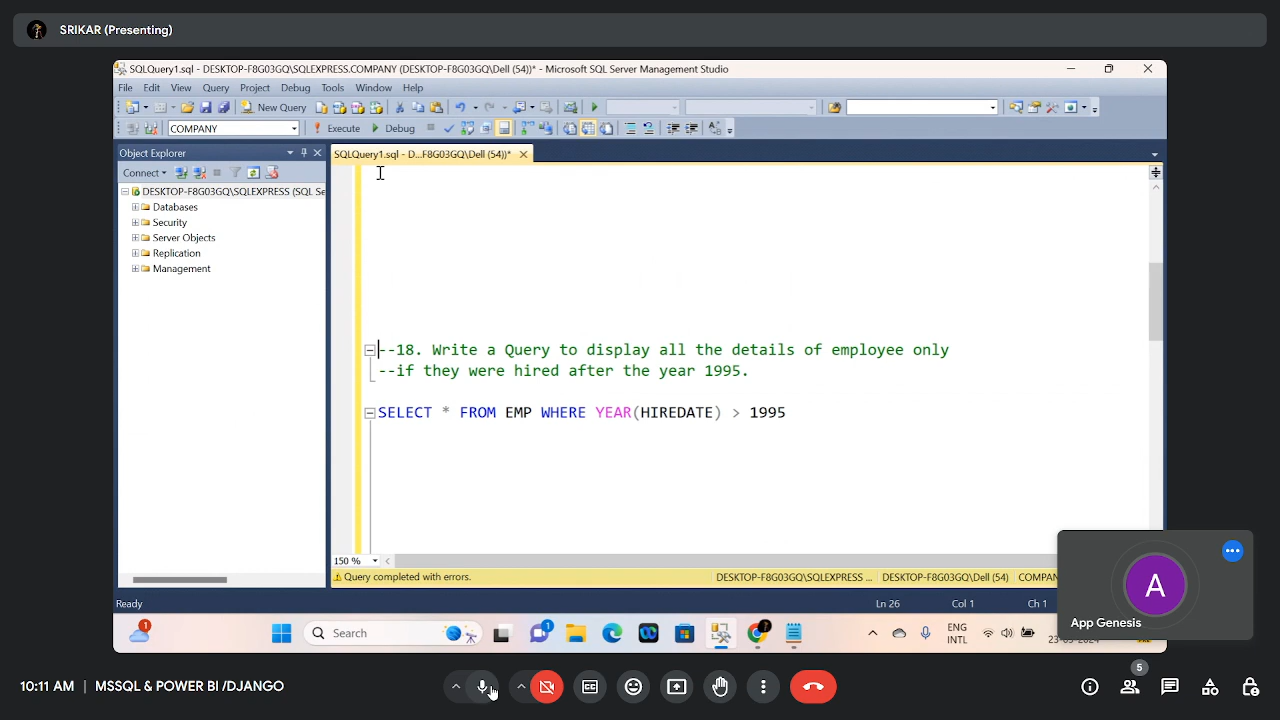 SRIKAR (Presenting)
SQLQuery1.sql - DESKTOP-F8G03GQ\SQLEXPRESS.COMPANY (DESKTOP-F8G03GQ\Dell (54))* - Microsoft SQL Server Management Studio
File Edit View Query Project Debug Tools Window Help
New Query
COMPANY Execute Debug
Object Explorer
SQLQuery1.sql - D...F8G03GQ\Dell (54))*
Connect
DESKTOP-F8G03GQ\SQLEXPRESS (SQL Se
Databases
Security
Server Objects
Replication
Management
--18. Write a Query to display all the details of employee only
--if they were hired after the year 1995.
SELECT * FROM EMP WHERE YEAR(HIREDATE) > 1995
150 %
Query completed with errors. DESKTOP-F8G03GQ\SQLEXPRESS ... DESKTOP-F8G03GQ\Dell (54) COMPAN
Ready Ln 26 Col 1 Ch 1
A
App Genesis
1 Search 1 7 ENG
INTL
5
10:11 AM | MSSQL & POWER BI /DJANGO